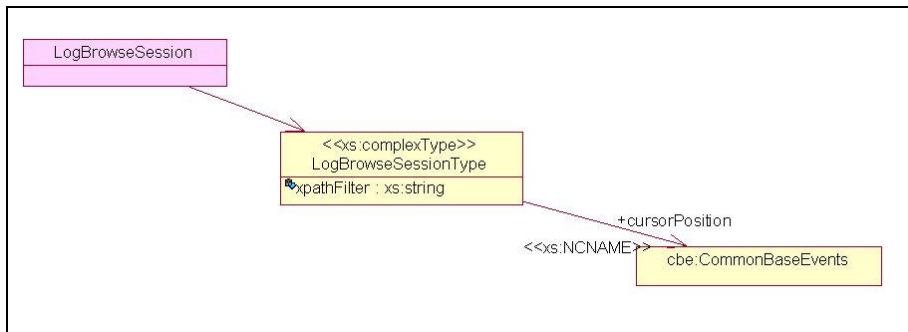 LogBrowseSession
<<xs:complexType>>
LogBrowseSessionType
xpathFilter : xs:string
+cursorPosition
<<xs:NCNAME>>
cbe:CommonBaseEvents